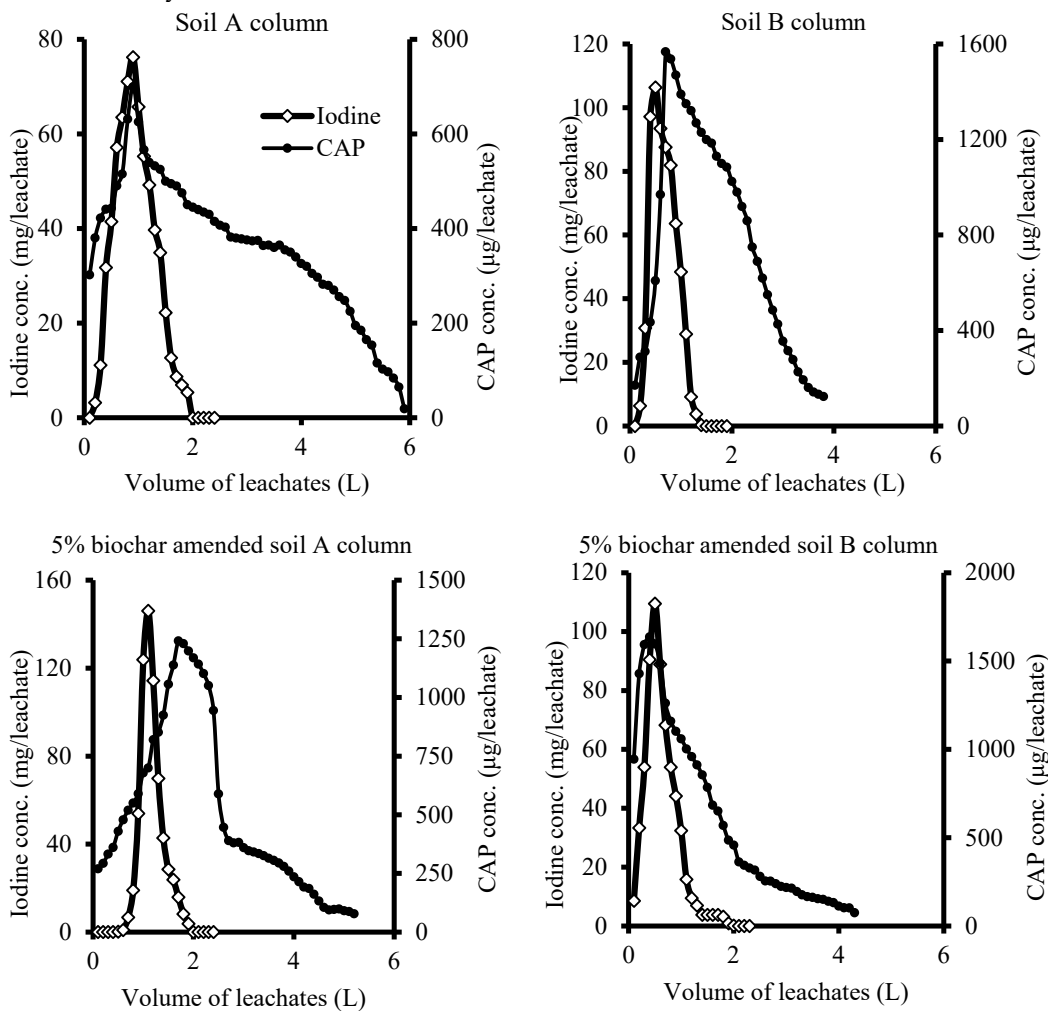 Soil A column
Iodine conc. (mg/leachate)
80
60
40
20
0
Iodine
CAP
800
600
400
200
0
CAP conc. (µg/leachate)
0 2 4 6
Volume of leachates (L)
Soil B column
Iodine conc. (mg/leachate)
120
100
80
60
40
20
0
1600
1200
800
400
0
CAP conc. (µg/leachate)
0 2 4 6
Volume of leachates (L)
5% biochar amended soil A column
Iodine conc. (mg/leachate)
160
120
80
40
0
1500
1250
1000
750
500
250
0
CAP conc. (µg/leachate)
0 2 4 6
Volume of leachates (L)
5% biochar amended soil B column
Iodine conc. (mg/leachate)
120
100
80
60
40
20
0
2000
1500
1000
500
0
CAP conc. (µg/leachate)
0 2 4 6
Volume of leachates (L)